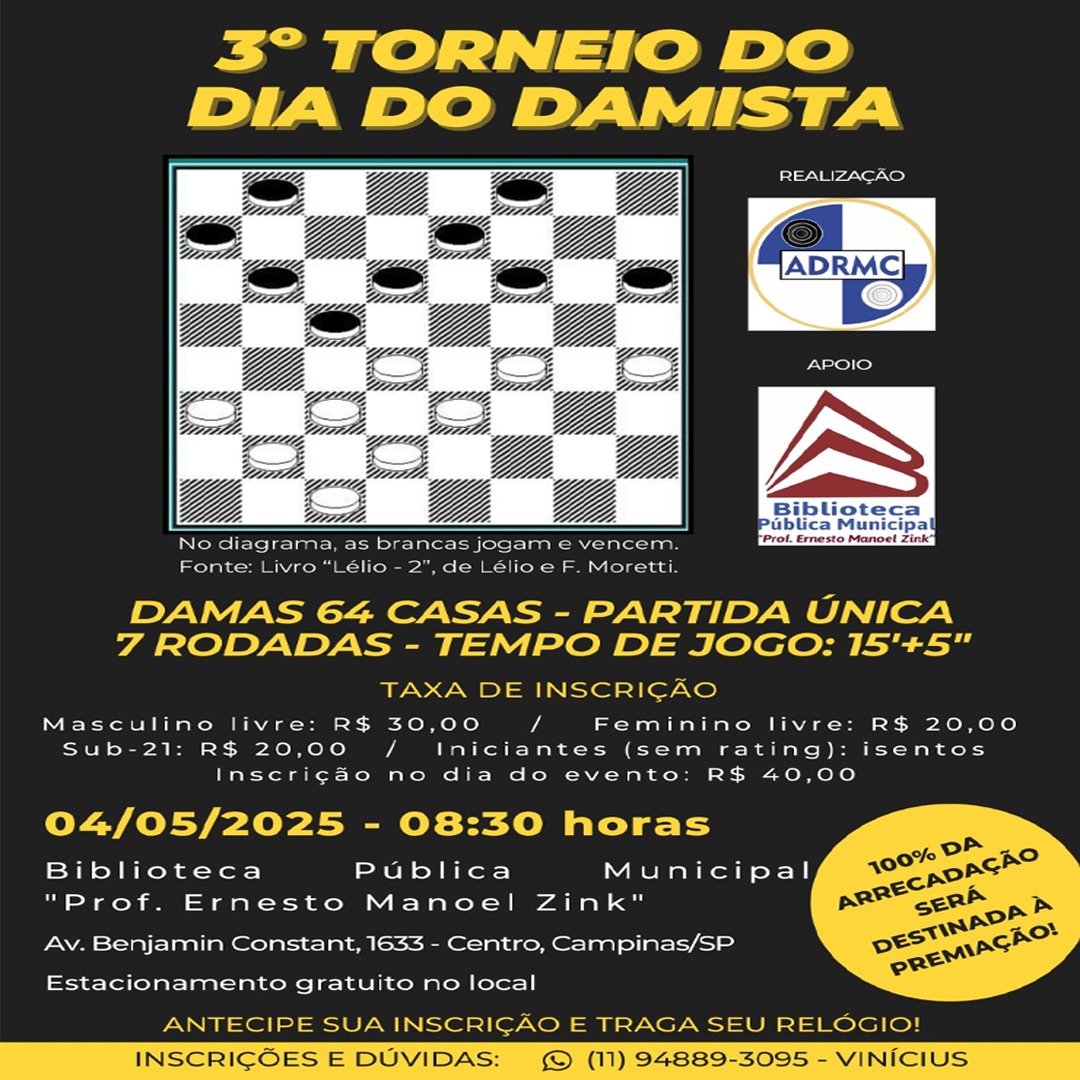 3º TORNEIO DO
DIA DO DAMISTA
REALIZAÇÃO
ADRMC
APOIO
Biblioteca
Pública Municipal
"Prof. Ernesto Manoel Zink"
No diagrama, as brancas jogam e vencem.
Fonte: Livro “Lélio - 2”, de Lélio e F. Moretti.
DAMAS 64 CASAS - PARTIDA ÚNICA
7 RODADAS - TEMPO DE JOGO: 15'+5"
TAXA DE INSCRIÇÃO
Masculino livre: R$ 30,00 / Feminino livre: R$ 20,00
Sub-21: R$ 20,00 / Iniciantes (sem rating): isentos
Inscrição no dia do evento: R$ 40,00
04/05/2025 - 08:30 horas
Biblioteca Pública Municipal
"Prof. Ernesto Manoel Zink"
Av. Benjamin Constant, 1633 - Centro, Campinas/SP
Estacionamento gratuito no local
100% DA
ARRECADAÇÃO
SERÁ
DESTINADA À
PREMIAÇÃO!
ANTECIPE SUA INSCRIÇÃO E TRAGA SEU RELÓGIO!
INSCRIÇÕES E DÚVIDAS: (11) 94889-3095 - VINÍCIUS